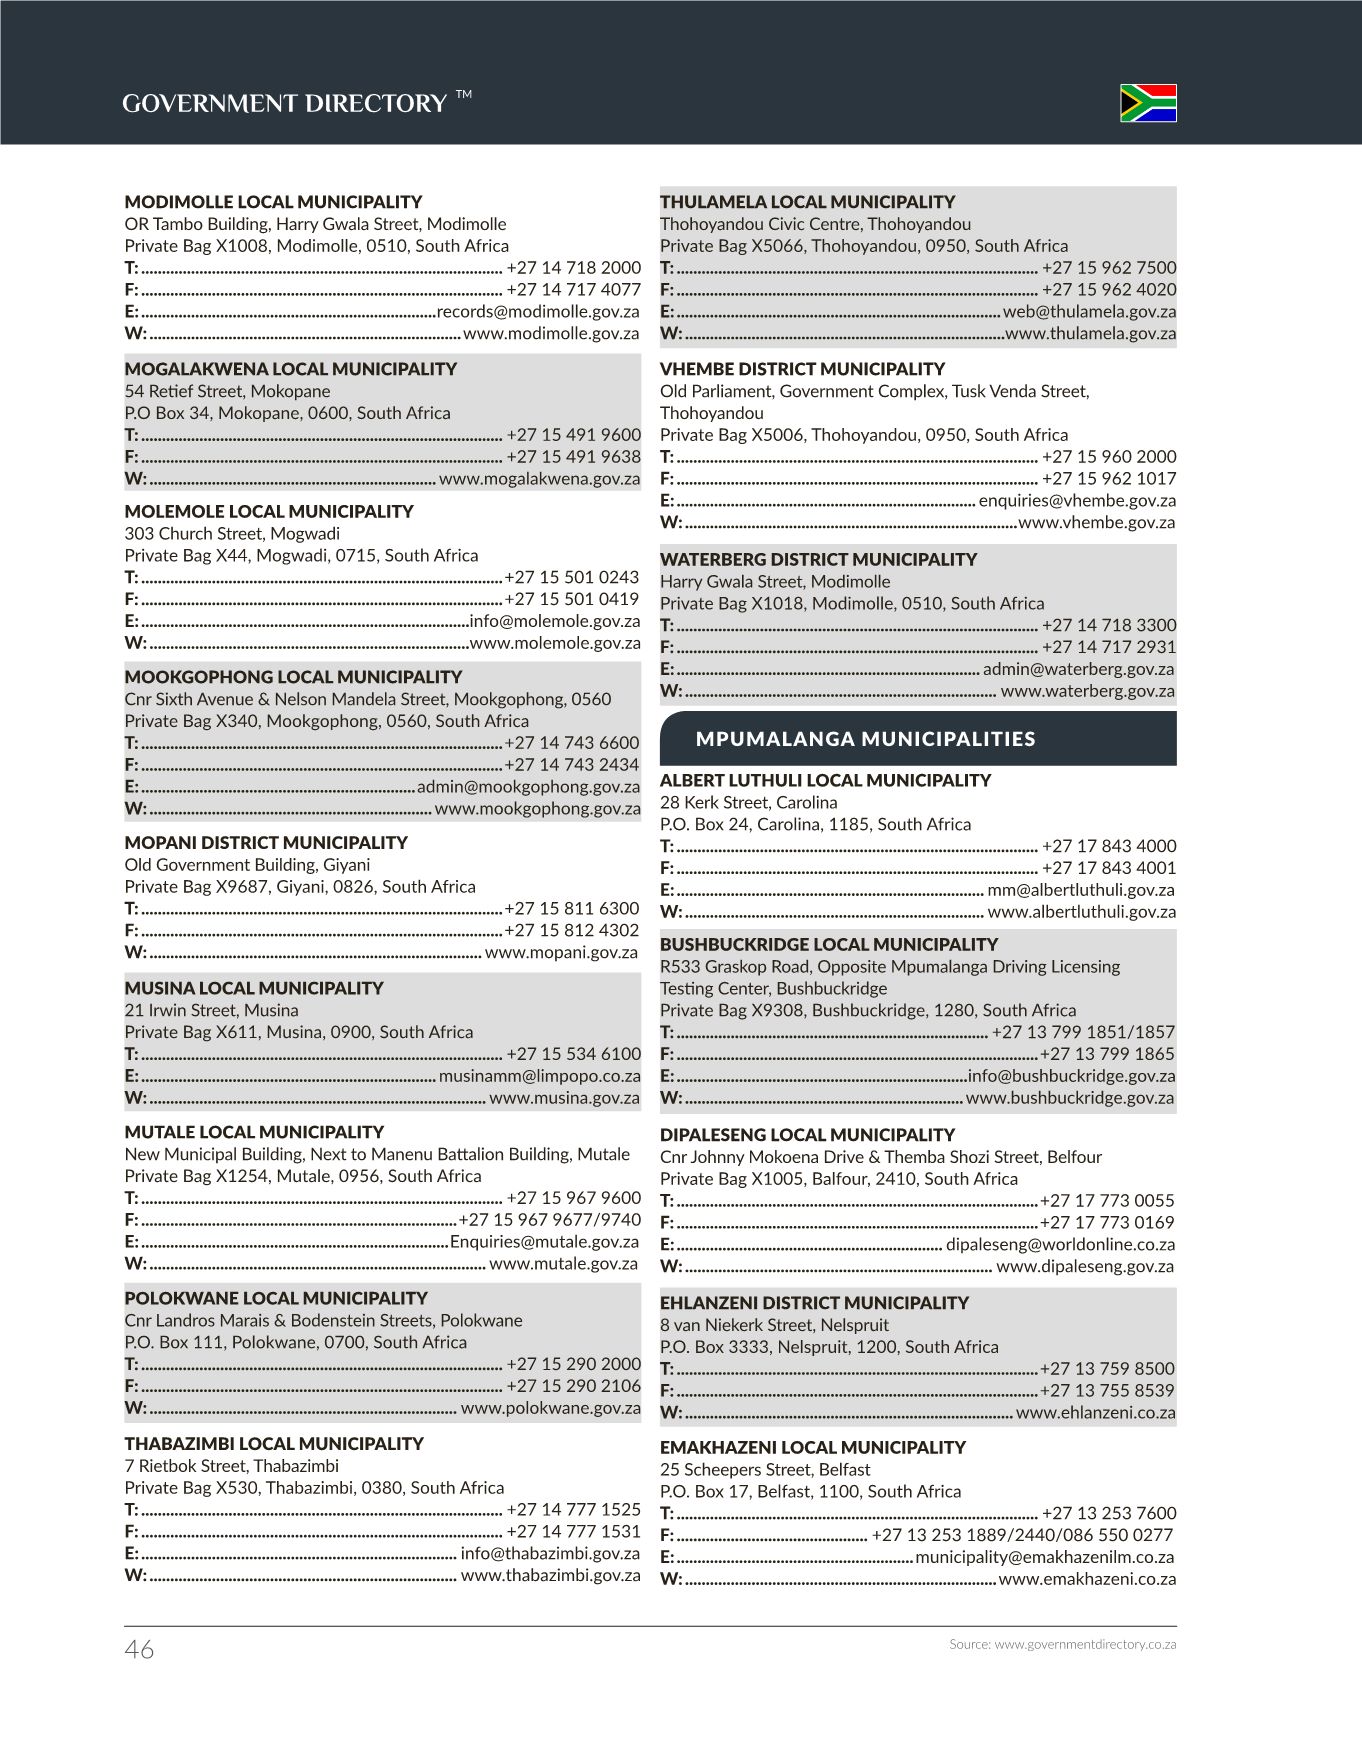 GOVERNMENT DIRECTORY ™
MODIMOLLE LOCAL MUNICIPALITY
OR Tambo Building, Harry Gwala Street, Modimolle
Private Bag X1008, Modimolle, 0510, South Africa
T: ..... +27 14 718 2000
F: ..... +27 14 717 4077
E: ..... records@modimolle.gov.za
W: ..... www.modimolle.gov.za
MOGALAKWENA LOCAL MUNICIPALITY
54 Retief Street, Mokopane
P.O Box 34, Mokopane, 0600, South Africa
T: ..... +27 15 491 9600
F: ..... +27 15 491 9638
W: ..... www.mogalakwena.gov.za
MOLEMOLE LOCAL MUNICIPALITY
303 Church Street, Mogwadi
Private Bag X44, Mogwadi, 0715, South Africa
T: ..... +27 15 501 0243
F: ..... +27 15 501 0419
E: ..... info@molemole.gov.za
W: ..... www.molemole.gov.za
MOOKGOPHONG LOCAL MUNICIPALITY
Cnr Sixth Avenue & Nelson Mandela Street, Mookgophong, 0560
Private Bag X340, Mookgophong, 0560, South Africa
T: ..... +27 14 743 6600
F: ..... +27 14 743 2434
E: ..... admin@mookgophong.gov.za
W: ..... www.mookgophong.gov.za
MOPANI DISTRICT MUNICIPALITY
Old Government Building, Giyani
Private Bag X9687, Giyani, 0826, South Africa
T: ..... +27 15 811 6300
F: ..... +27 15 812 4302
W: ..... www.mopani.gov.za
MUSINA LOCAL MUNICIPALITY
21 Irwin Street, Musina
Private Bag X611, Musina, 0900, South Africa
T: ..... +27 15 534 6100
E: ..... musinamm@limpopo.co.za
W: ..... www.musina.gov.za
MUTALE LOCAL MUNICIPALITY
New Municipal Building, Next to Manenu Battalion Building, Mutale
Private Bag X1254, Mutale, 0956, South Africa
T: ..... +27 15 967 9600
F: ..... +27 15 967 9677/9740
E: ..... Enquiries@mutale.gov.za
W: ..... www.mutale.gov.za
POLOKWANE LOCAL MUNICIPALITY
Cnr Landros Marais & Bodenstein Streets, Polokwane
P.O. Box 111, Polokwane, 0700, South Africa
T: ..... +27 15 290 2000
F: ..... +27 15 290 2106
W: ..... www.polokwane.gov.za
THABAZIMBI LOCAL MUNICIPALITY
7 Rietbok Street, Thabazimbi
Private Bag X530, Thabazimbi, 0380, South Africa
T: ..... +27 14 777 1525
F: ..... +27 14 777 1531
E: ..... info@thabazimbi.gov.za
W: ..... www.thabazimbi.gov.za
THULAMELA LOCAL MUNICIPALITY
Thohoyandou Civic Centre, Thohoyandou
Private Bag X5066, Thohoyandou, 0950, South Africa
T: ..... +27 15 962 7500
F: ..... +27 15 962 4020
E: ..... web@thulamela.gov.za
W: ..... www.thulamela.gov.za
VHEMBE DISTRICT MUNICIPALITY
Old Parliament, Government Complex, Tusk Venda Street,
Thohoyandou
Private Bag X5006, Thohoyandou, 0950, South Africa
T: ..... +27 15 960 2000
F: ..... +27 15 962 1017
E: ..... enquiries@vhembe.gov.za
W: ..... www.vhembe.gov.za
WATERBERG DISTRICT MUNICIPALITY
Harry Gwala Street, Modimolle
Private Bag X1018, Modimolle, 0510, South Africa
T: ..... +27 14 718 3300
F: ..... +27 14 717 2931
E: ..... admin@waterberg.gov.za
W: ..... www.waterberg.gov.za
MPUMALANGA MUNICIPALITIES
ALBERT LUTHULI LOCAL MUNICIPALITY
28 Kerk Street, Carolina
P.O. Box 24, Carolina, 1185, South Africa
T: ..... +27 17 843 4000
F: ..... +27 17 843 4001
E: ..... mm@albertluthuli.gov.za
W: ..... www.albertluthuli.gov.za
BUSHBUCKRIDGE LOCAL MUNICIPALITY
R533 Graskop Road, Opposite Mpumalanga Driving Licensing
Testing Center, Bushbuckridge
Private Bag X9308, Bushbuckridge, 1280, South Africa
T: ..... +27 13 799 1851/1857
F: ..... +27 13 799 1865
E: ..... info@bushbuckridge.gov.za
W: ..... www.bushbuckridge.gov.za
DIPALESENG LOCAL MUNICIPALITY
Cnr Johnny Mokoena Drive & Themba Shozi Street, Belfour
Private Bag X1005, Balfour, 2410, South Africa
T: ..... +27 17 773 0055
F: ..... +27 17 773 0169
E: ..... dipaleseng@worldonline.co.za
W: ..... www.dipaleseng.gov.za
EHLANZENI DISTRICT MUNICIPALITY
8 van Niekerk Street, Nelspruit
P.O. Box 3333, Nelspruit, 1200, South Africa
T: ..... +27 13 759 8500
F: ..... +27 13 755 8539
W: ..... www.ehlanzeni.co.za
EMAKHAZENI LOCAL MUNICIPALITY
25 Scheepers Street, Belfast
P.O. Box 17, Belfast, 1100, South Africa
T: ..... +27 13 253 7600
F: ..... +27 13 253 1889/2440/086 550 0277
E: ..... municipality@emakhazenilm.co.za
W: ..... www.emakhazeni.co.za
46
Source: www.governmentdirectory.co.za